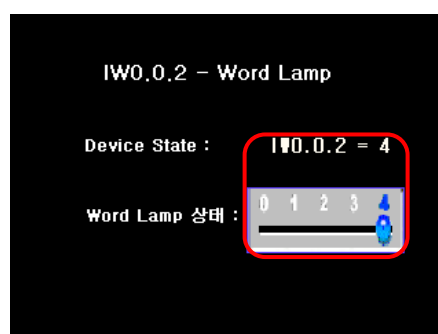 IW0.0.2 - Word Lamp
Device State : IW0.0.2 = 4
0 1 2 3 4
Word Lamp 상태 :